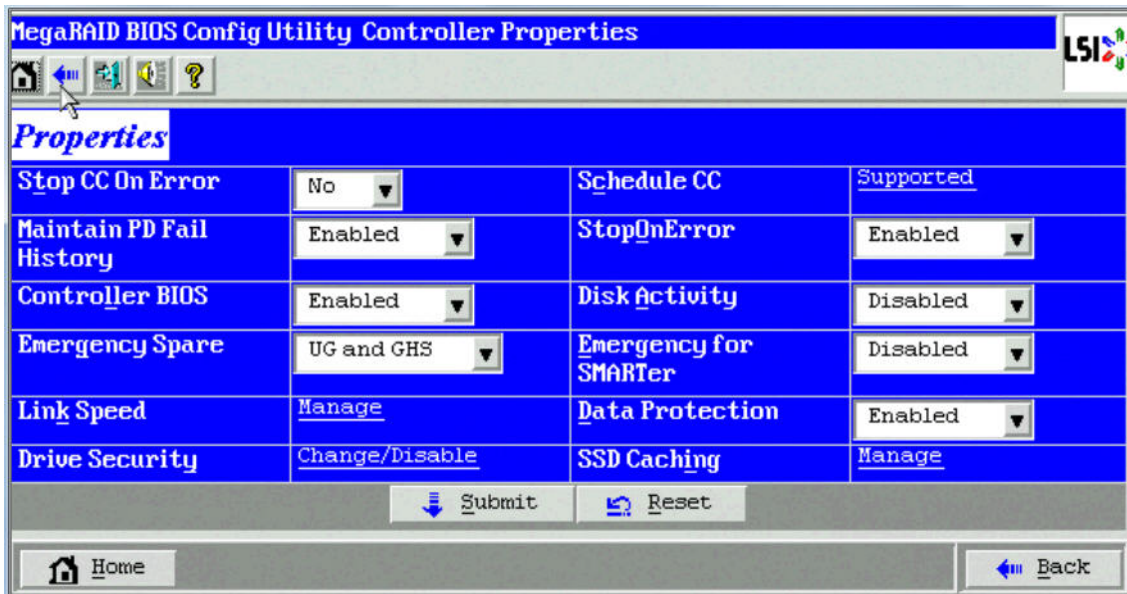 MegaRAID BIOS Config Utility Controller Properties
LSI
Properties
Stop CC On Error No Schedule CC Supported
Maintain PD Fail History Enabled StopOnError Enabled
Controller BIOS Enabled Disk Activity Disabled
Emergency Spare UG and GHS Emergency for SMARTer Disabled
Link Speed Manage Data Protection Enabled
Drive Security Change/Disable SSD Caching Manage
Submit Reset
Home Back